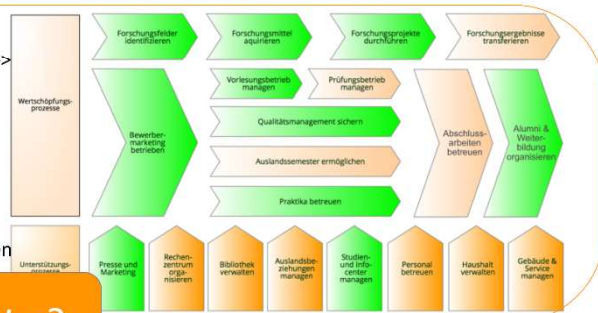 >
Wertschöpfungs-
prozesse
Forschungsfelder
identifizieren
Forschungsmittel
aquirieren
Forschungsprojekte
durchführen
Forschungsergebnisse
transferieren
Bewerber-
marketing
betreiben
Vorlesungsbetrieb
managen
Prüfungsbetrieb
managen
Qualitätsmanagement sichern
Auslandssemester ermöglichen
Praktika betreuen
Abschluss-
arbeiten
betreuen
Alumni &
Weiter-
bildung
organisieren
Unterstützungs-
prozesse
Presse und
Marketing
Rechen-
zentrum
orga-
nisieren
Bibliothek
verwalten
Auslandsbe-
ziehungen
managen
Studien-
und Info-
center
managen
Personal
betreuen
Haushalt
verwalten
Gebäude &
Service
managen